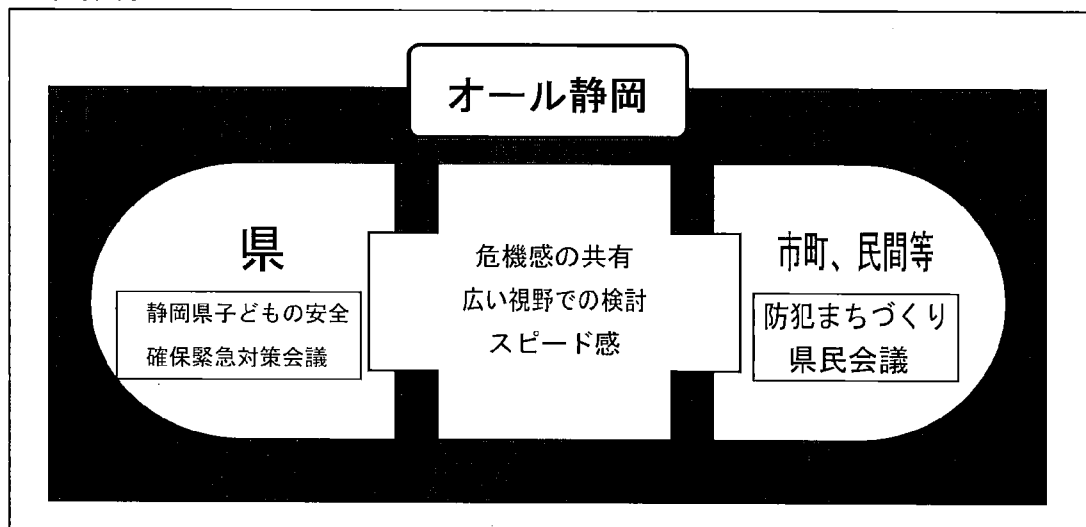 オール静岡
県
静岡県子どもの安全
確保緊急対策会議
危機感の共有
広い視野での検討
スピード感
市町、民間等
防犯まちづくり
県民会議